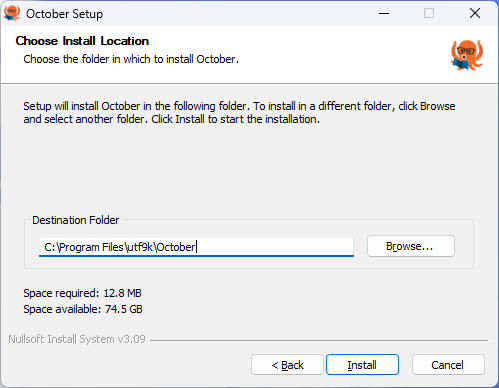 October Setup
Choose Install Location
Choose the folder in which to install October.
Setup will install October in the following folder. To install in a different folder, click Browse
and select another folder. Click Install to start the installation.
Destination Folder
C:\Program Files\utf9k\October
Browse...
Space required: 12.8 MB
Space available: 74.5 GB
Nullsoft Install System v3.09
< Back
Install
Cancel